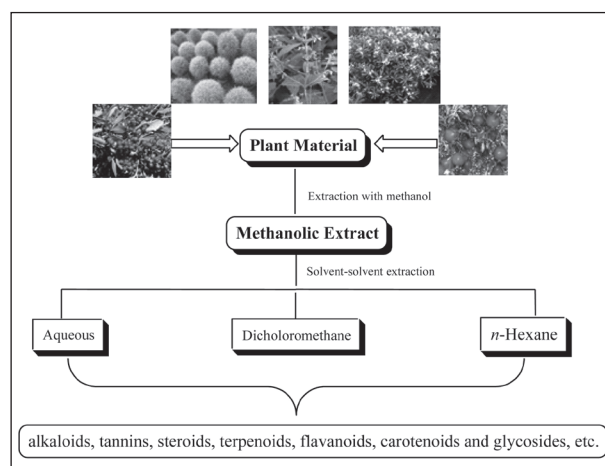 Plant Material
Extraction with methanol
Methanolic Extract
Solvent-solvent extraction
Aqueous
Dicholoromethane
n-Hexane
alkaloids, tannins, steroids, terpenoids, flavanoids, carotenoids and glycosides, etc.